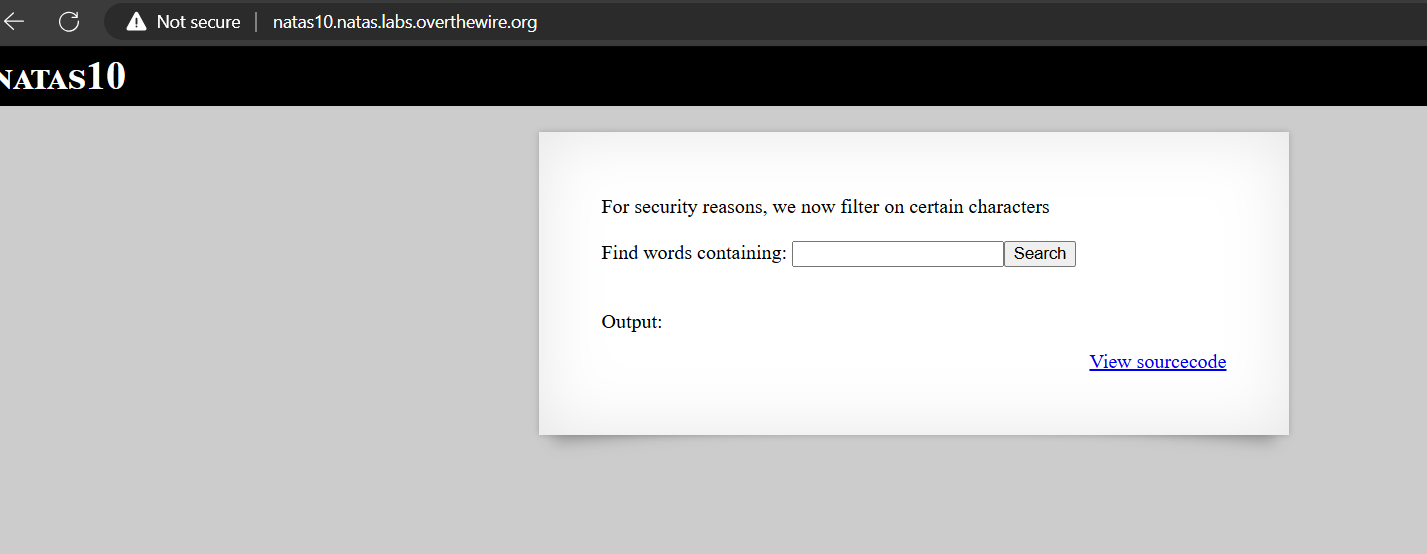 Not secure | natas10.natas.labs.overthewire.org
NATAS10
For security reasons, we now filter on certain characters
Find words containing: Search
Output:
View sourcecode